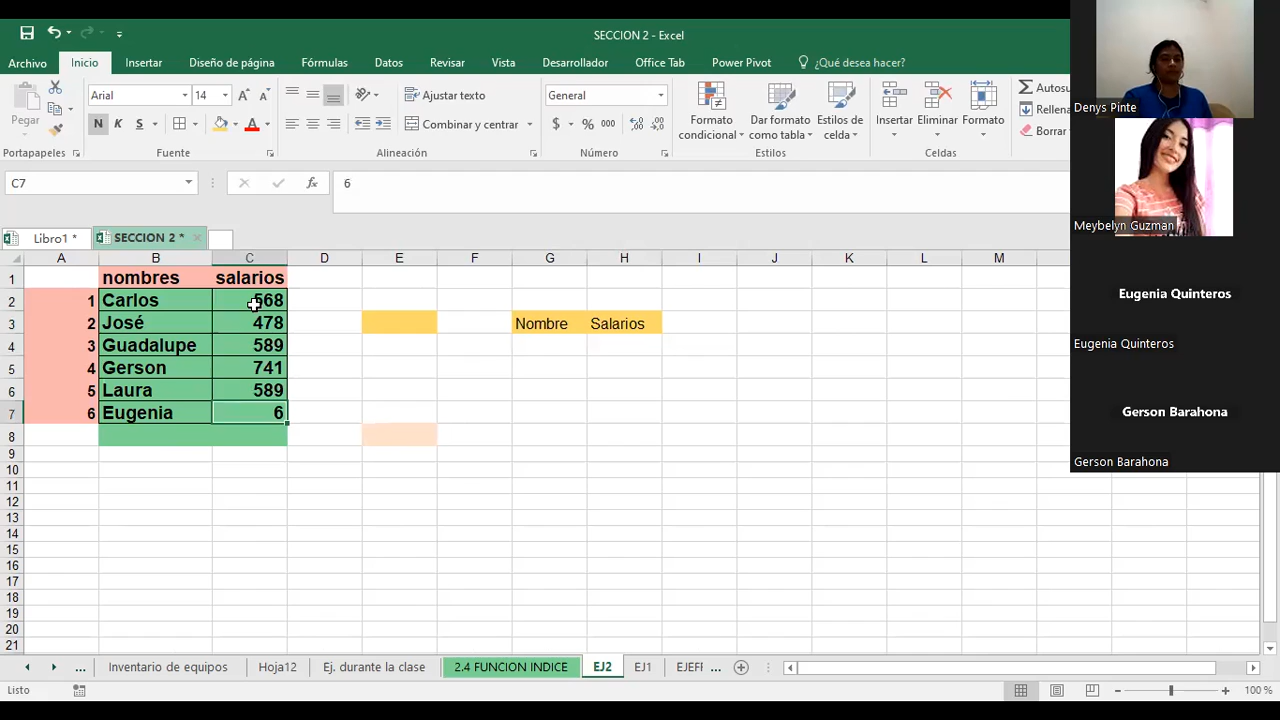 SECCION 2 - Excel
Archivo Inicio Insertar Diseño de página Fórmulas Datos Revisar Vista Desarrollador Office Tab Power Pivot ¿Qué desea hacer?
Pegar
Arial 14
N K S
Ajustar texto
Combinar y centrar
General
$ % 000
Formato condicional
Dar formato como tabla
Estilos de celda
Insertar
Eliminar
Formato
Autosu
Rellena
Borrar
Portapapeles Fuente Alineación Número Estilos Celdas
C7 fx 6
Libro1 * SECCION 2 *
A B C D E F G H I J K L M
1 nombres salarios
2 1 Carlos 568
3 2 José 478 Nombre Salarios
4 3 Guadalupe 589
5 4 Gerson 741
6 5 Laura 589
7 6 Eugenia 6
8
9
10
11
12
13
14
15
16
17
18
19
20
21
... Inventario de equipos Hoja12 Ej. durante la clase 2.4 FUNCION INDICE EJ2 EJ1 EJEFI ...
Listo 100 %
Denys Pinte
Meybelyn Guzman
Eugenia Quinteros
Eugenia Quinteros
Gerson Barahona
Gerson Barahona